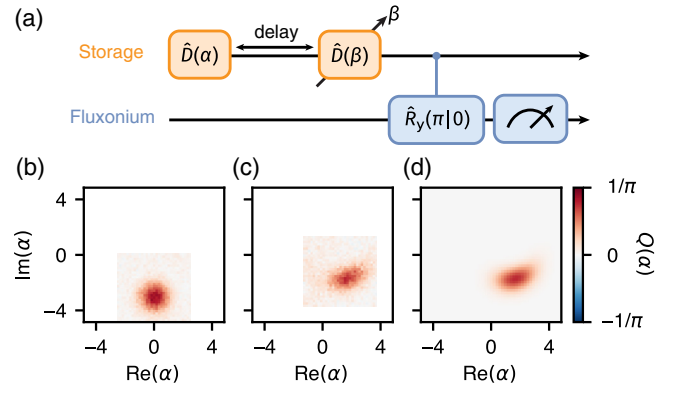 (a)
β
Storage
D̂(α)
delay
D̂(β)
Fluxonium
R̂y(π|0)
(b)
(c)
(d)
4
0
−4
Im(α)
−4 0 4
Re(α)
−4 0 4
Re(α)
−4 0 4
Re(α)
1/π
0
−1/π
Q(α)